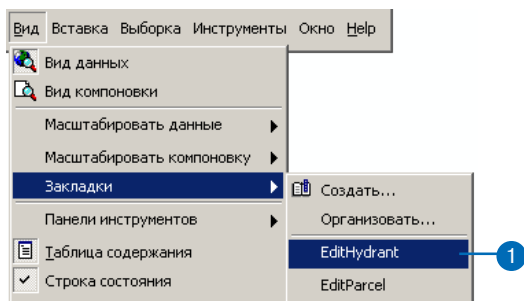 Вид Вставка Выборка Инструменты Окно Help
Вид данных
Вид компоновки
Масштабировать данные
Масштабировать компоновку
Закладки
Создать...
Панели инструментов
Организовать...
Таблица содержания
EditHydrant
1
Строка состояния
EditParcel